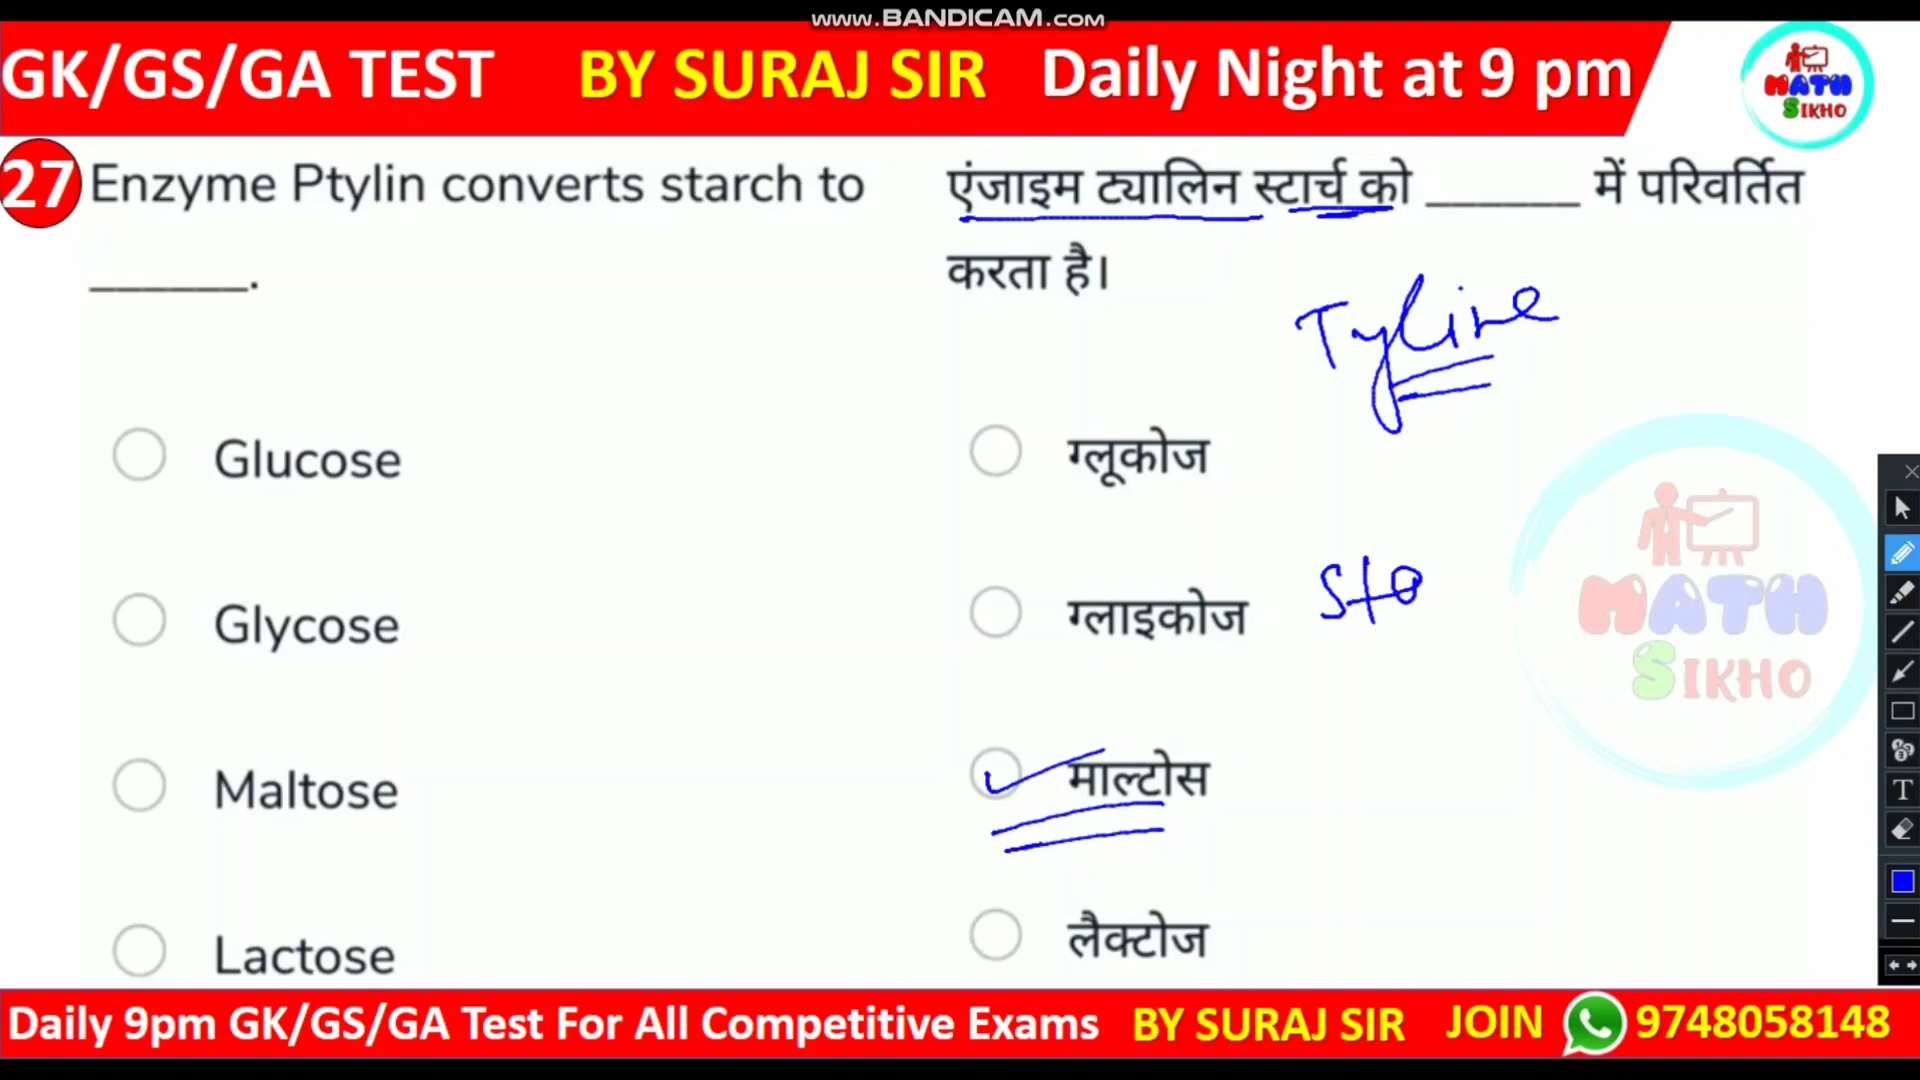 www.BANDICAM.com
GK/GS/GA TEST BY SURAJ SIR Daily Night at 9 pm
MATH
SIKHO
27 Enzyme Ptylin converts starch to
______.
एंजाइम ट्यालिन स्टार्च को ______ में परिवर्तित
करता है।
Tyline
Glucose
Glycose
Maltose
Lactose
ग्लूकोज
ग्लाइकोज
माल्टोस
लैक्टोज
Sta
MATH
SIKHO
T
Daily 9pm GK/GS/GA Test For All Competitive Exams BY SURAJ SIR JOIN 9748058148